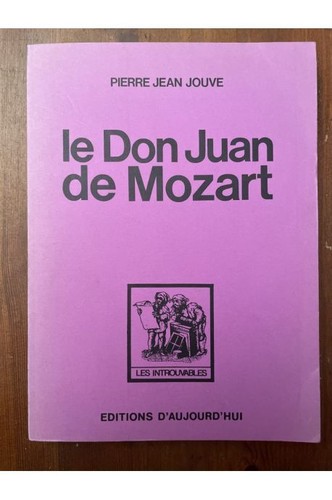 PIERRE JEAN JOUVE
le Don Juan
de Mozart
LES INTROUVABLES
EDITIONS D'AUJOURD'HUI